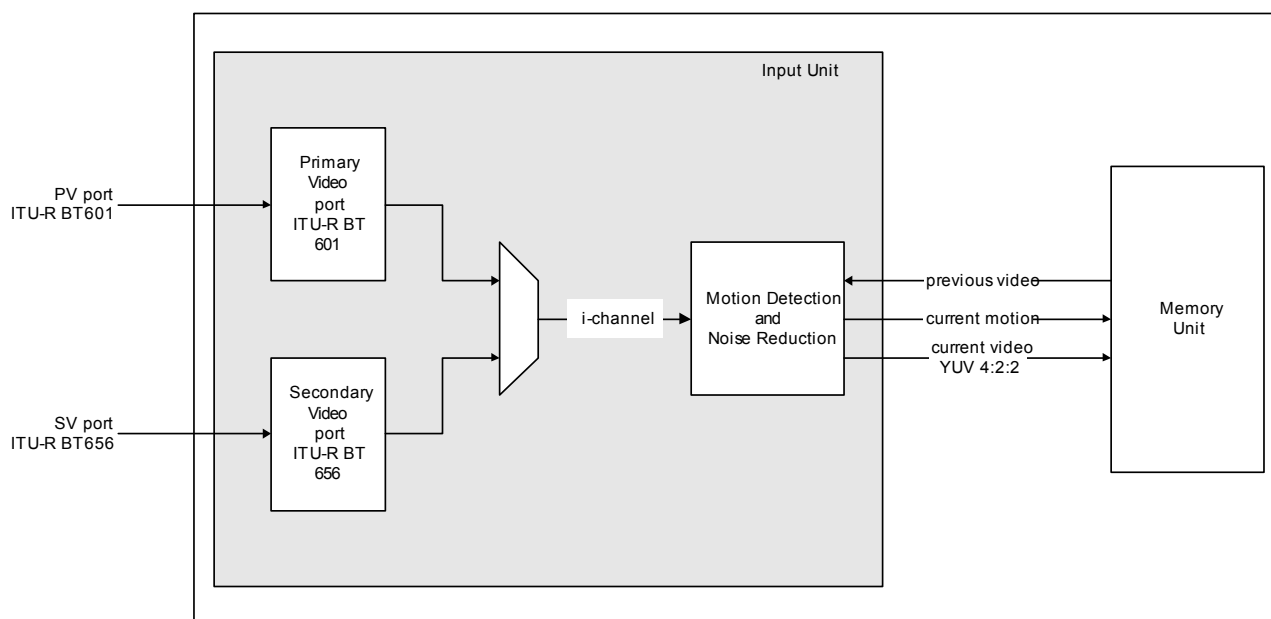 Input Unit
PV port
ITU-R BT601
Primary
Video
port
ITU-R BT
601
SV port
ITU-R BT656
Secondary
Video
port
ITU-R BT
656
i-channel
Motion Detection
and
Noise Reduction
previous video
current motion
current video
YUV 4:2:2
Memory
Unit